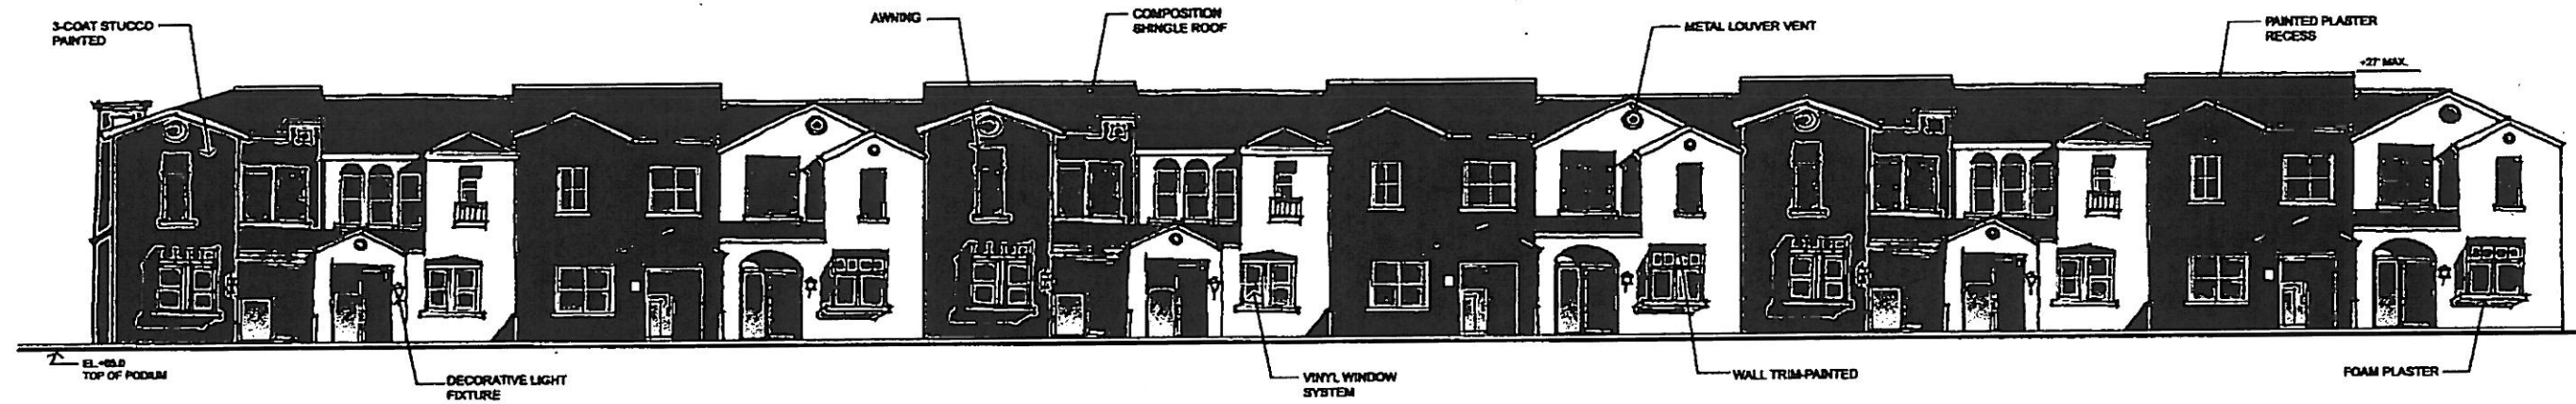 3-COAT STUCCO
PAINTED
AWNING
COMPOSITION
SHINGLE ROOF
METAL LOUVER VENT
PAINTED PLASTER
RECESS
+27' MAX.
TOP OF PODIUM
DECORATIVE LIGHT
FIXTURE
VINYL WINDOW
SYSTEM
WALL TRIM-PAINTED
FOAM PLASTER